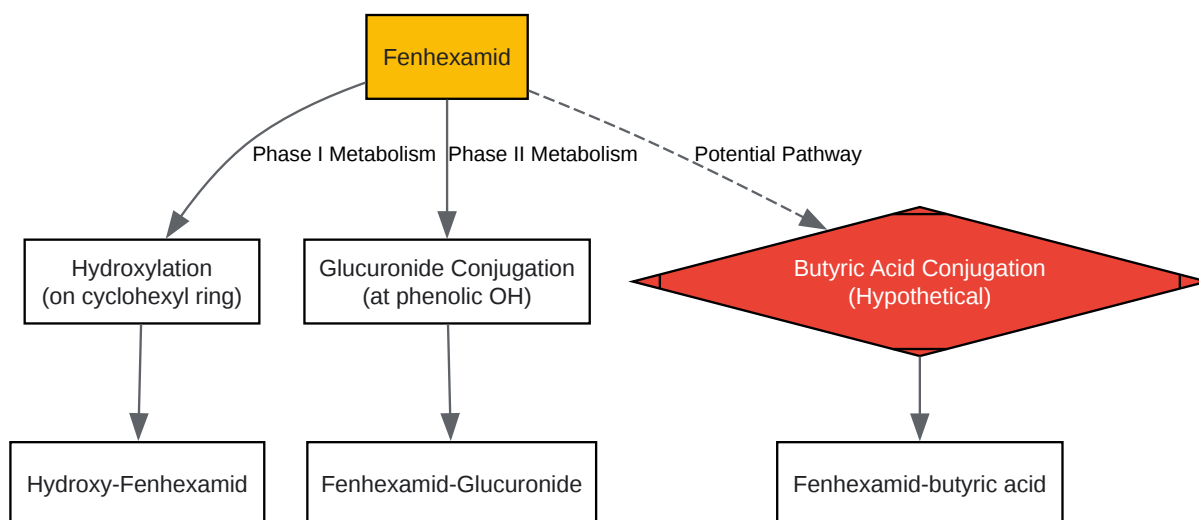 Fenhexamid
Phase I Metabolism
Phase II Metabolism
Potential Pathway
Hydroxylation
(on cyclohexyl ring)
Glucuronide Conjugation
(at phenolic OH)
Butyric Acid Conjugation
(Hypothetical)
Hydroxy-Fenhexamid
Fenhexamid-Glucuronide
Fenhexamid-butyric acid